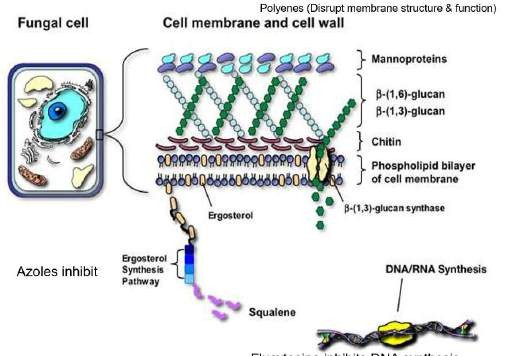 Polyenes (Disrupt membrane structure & function)
Fungal cell
Cell membrane and cell wall
Mannoproteins
β-(1,6)-glucan
β-(1,3)-glucan
Chitin
Phospholipid bilayer
of cell membrane
β-(1,3)-glucan synthase
Ergosterol
Azoles inhibit
Ergosterol
Synthesis
Pathway
Squalene
DNA/RNA Synthesis